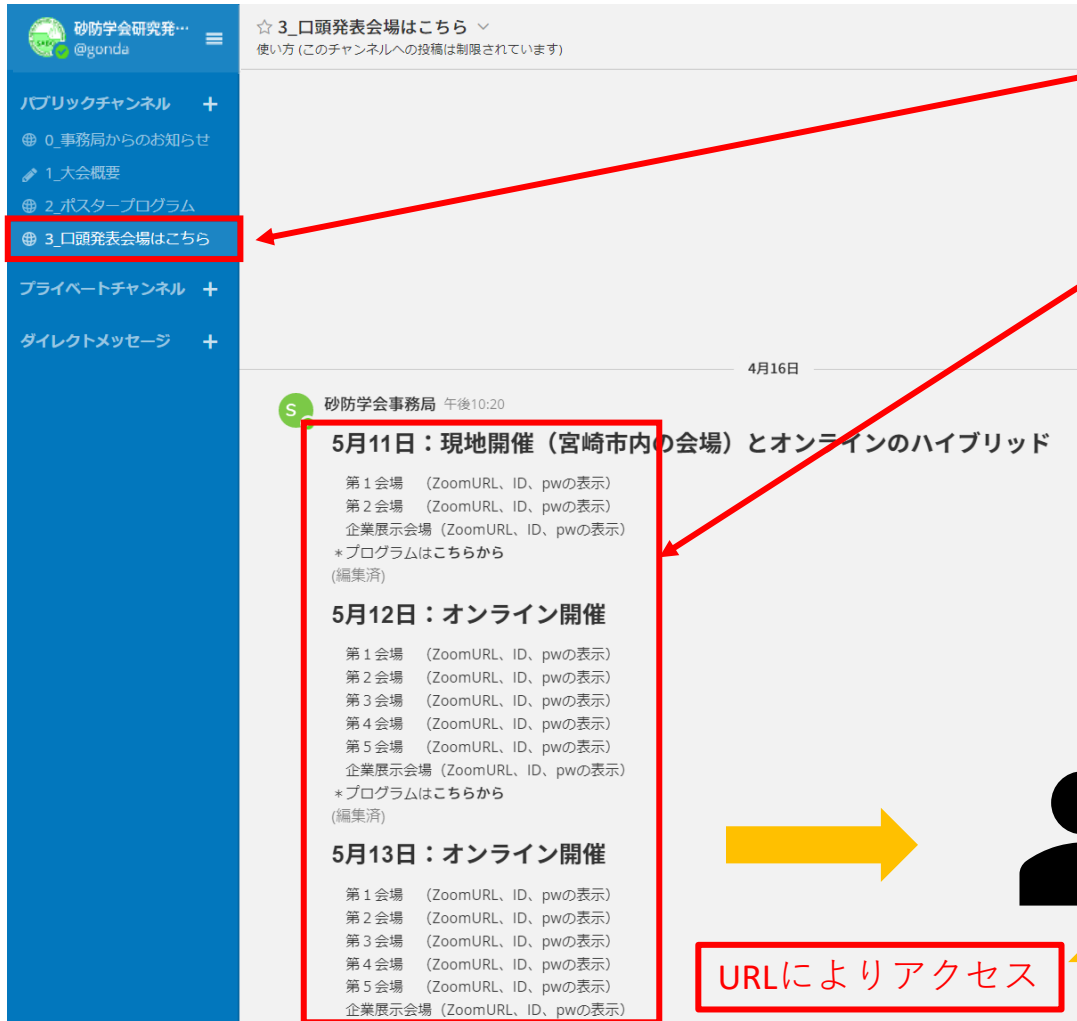 砂防学会研究発…
@gonda
パブリックチャンネル +
0_事務局からのお知らせ
1_大会概要
2_ポスタープログラム
3_口頭発表会場はこちら
プライベートチャンネル +
ダイレクトメッセージ +
3_口頭発表会場はこちら
使い方 (このチャンネルへの投稿は制限されています)
4月16日
S
砂防学会事務局 午後10:20
5月11日：現地開催（宮崎市内の会場）とオンラインのハイブリッド
第1会場 （ZoomURL、ID、pwの表示）
第2会場 （ZoomURL、ID、pwの表示）
企業展示会場（ZoomURL、ID、pwの表示）
＊プログラムはこちらから
(編集済)
5月12日：オンライン開催
第1会場 （ZoomURL、ID、pwの表示）
第2会場 （ZoomURL、ID、pwの表示）
第3会場 （ZoomURL、ID、pwの表示）
第4会場 （ZoomURL、ID、pwの表示）
第5会場 （ZoomURL、ID、pwの表示）
企業展示会場（ZoomURL、ID、pwの表示）
＊プログラムはこちらから
(編集済)
5月13日：オンライン開催
第1会場 （ZoomURL、ID、pwの表示）
第2会場 （ZoomURL、ID、pwの表示）
第3会場 （ZoomURL、ID、pwの表示）
第4会場 （ZoomURL、ID、pwの表示）
第5会場 （ZoomURL、ID、pwの表示）
企業展示会場（ZoomURL、ID、pwの表示）
URLによりアクセス